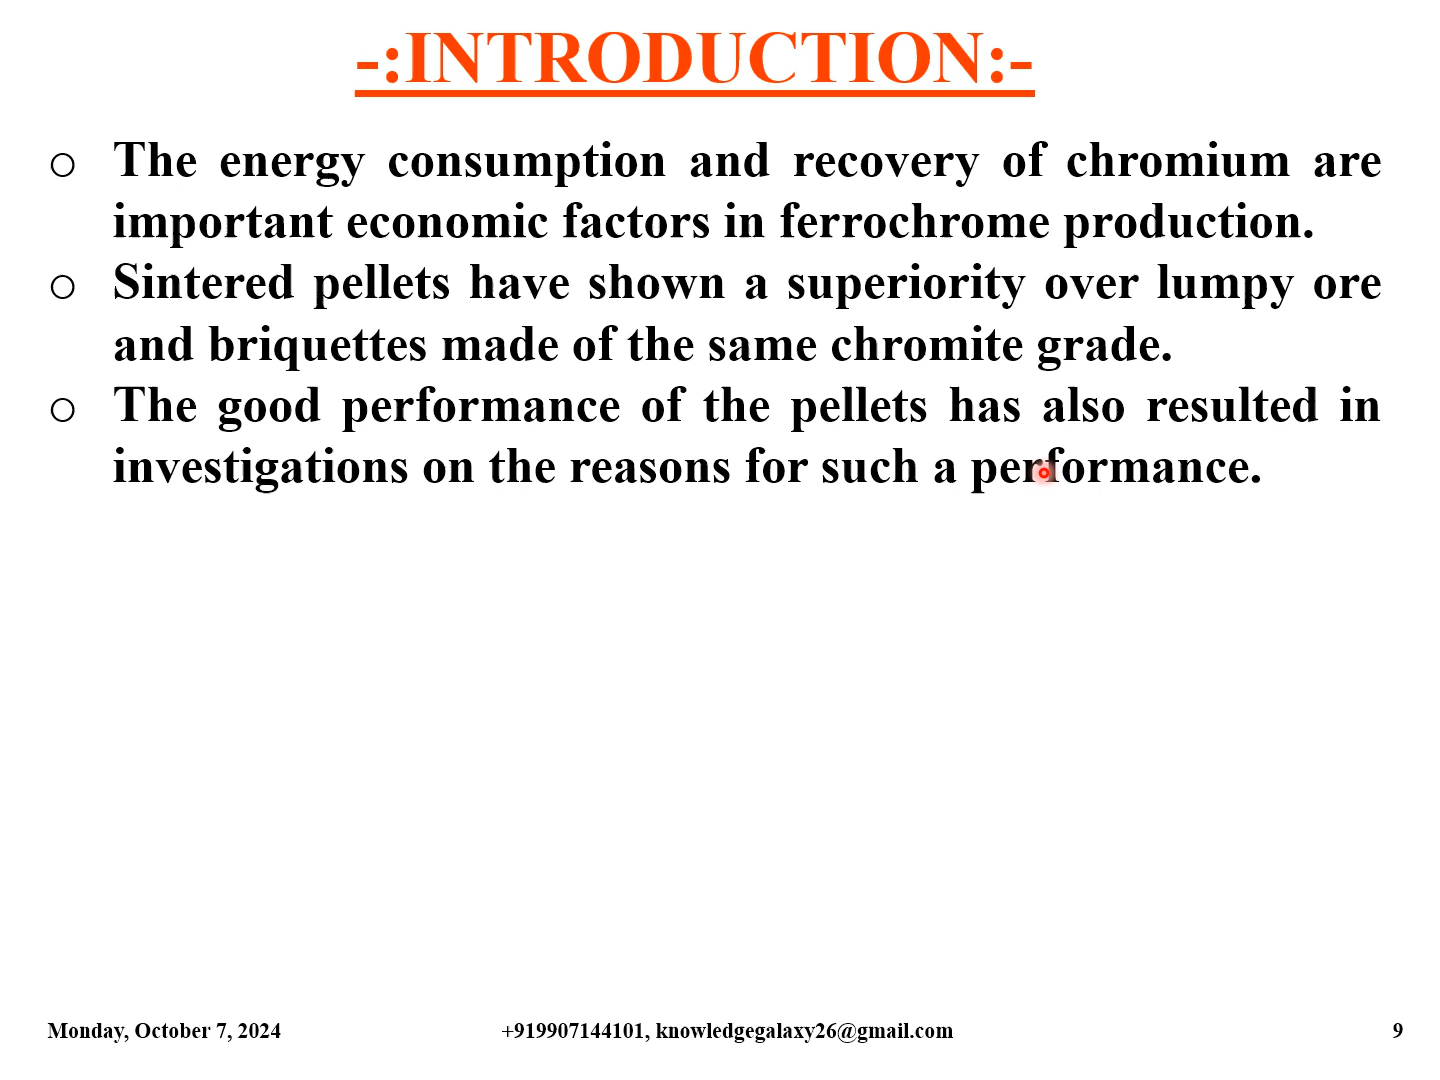 -:INTRODUCTION:-
o The energy consumption and recovery of chromium are
important economic factors in ferrochrome production.
o Sintered pellets have shown a superiority over lumpy ore
and briquettes made of the same chromite grade.
o The good performance of the pellets has also resulted in
investigations on the reasons for such a performance.
Monday, October 7, 2024 +919907144101, knowledgegalaxy26@gmail.com 9